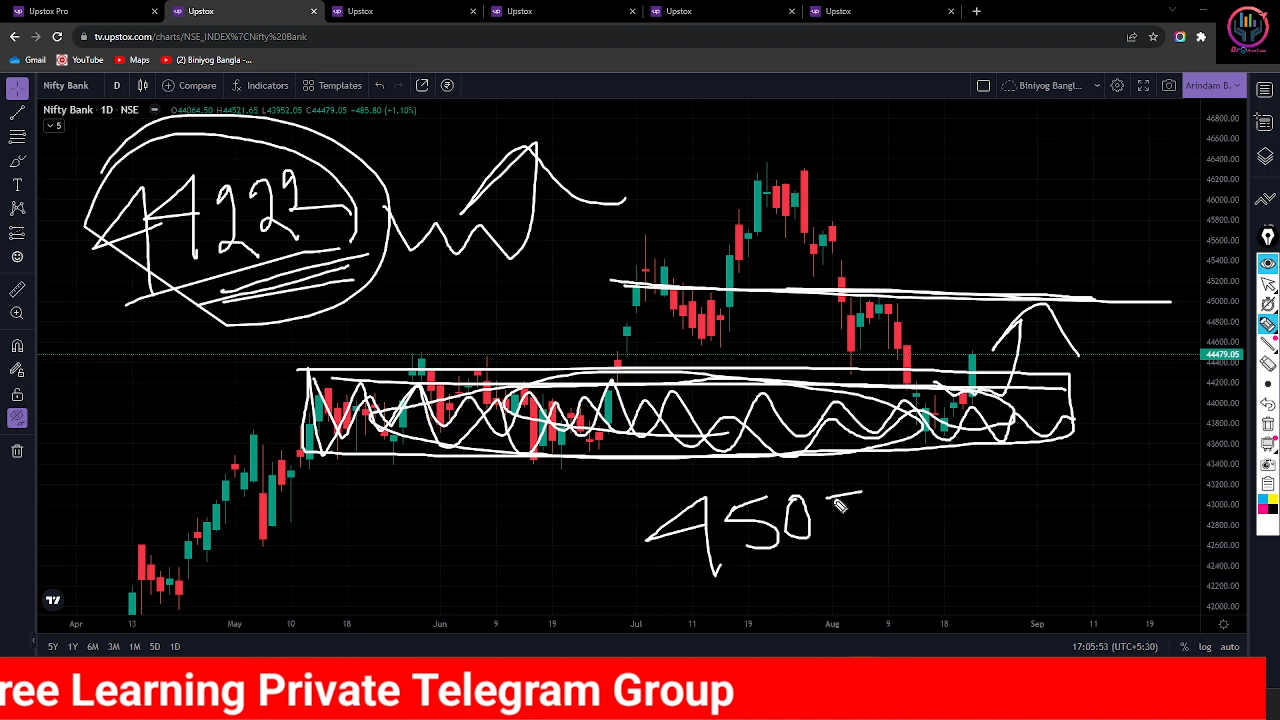 Upstox Pro
Upstox
Upstox
Upstox
Upstox
Upstox
tv.upstox.com/charts/NSE_INDEX%7CNifty%20Bank
Gmail
YouTube
Maps
(2) Biniyog Bangla -...
Nifty Bank
D
Compare
Indicators
Templates
Biniyog Bangl...
Arindam B.
Nifty Bank · 1D · NSE
O44064.50 H44521.65 L43952.05 C44479.05 +485.80 (+1.10%)
5
46800.00
46600.00
46400.00
46200.00
46000.00
45800.00
45600.00
45400.00
45200.00
45000.00
44800.00
44600.00
44479.05
44400.00
44200.00
44000.00
43800.00
43600.00
43400.00
43200.00
43000.00
42800.00
42600.00
42400.00
42200.00
42000.00
44222
450
Apr
13
May
10
18
Jun
9
19
Jul
11
19
Aug
9
18
Sep
11
19
5Y
1Y
6M
3M
1M
5D
1D
17:05:53 (UTC+5:30)
%
log
auto
ree Learning Private Telegram Group